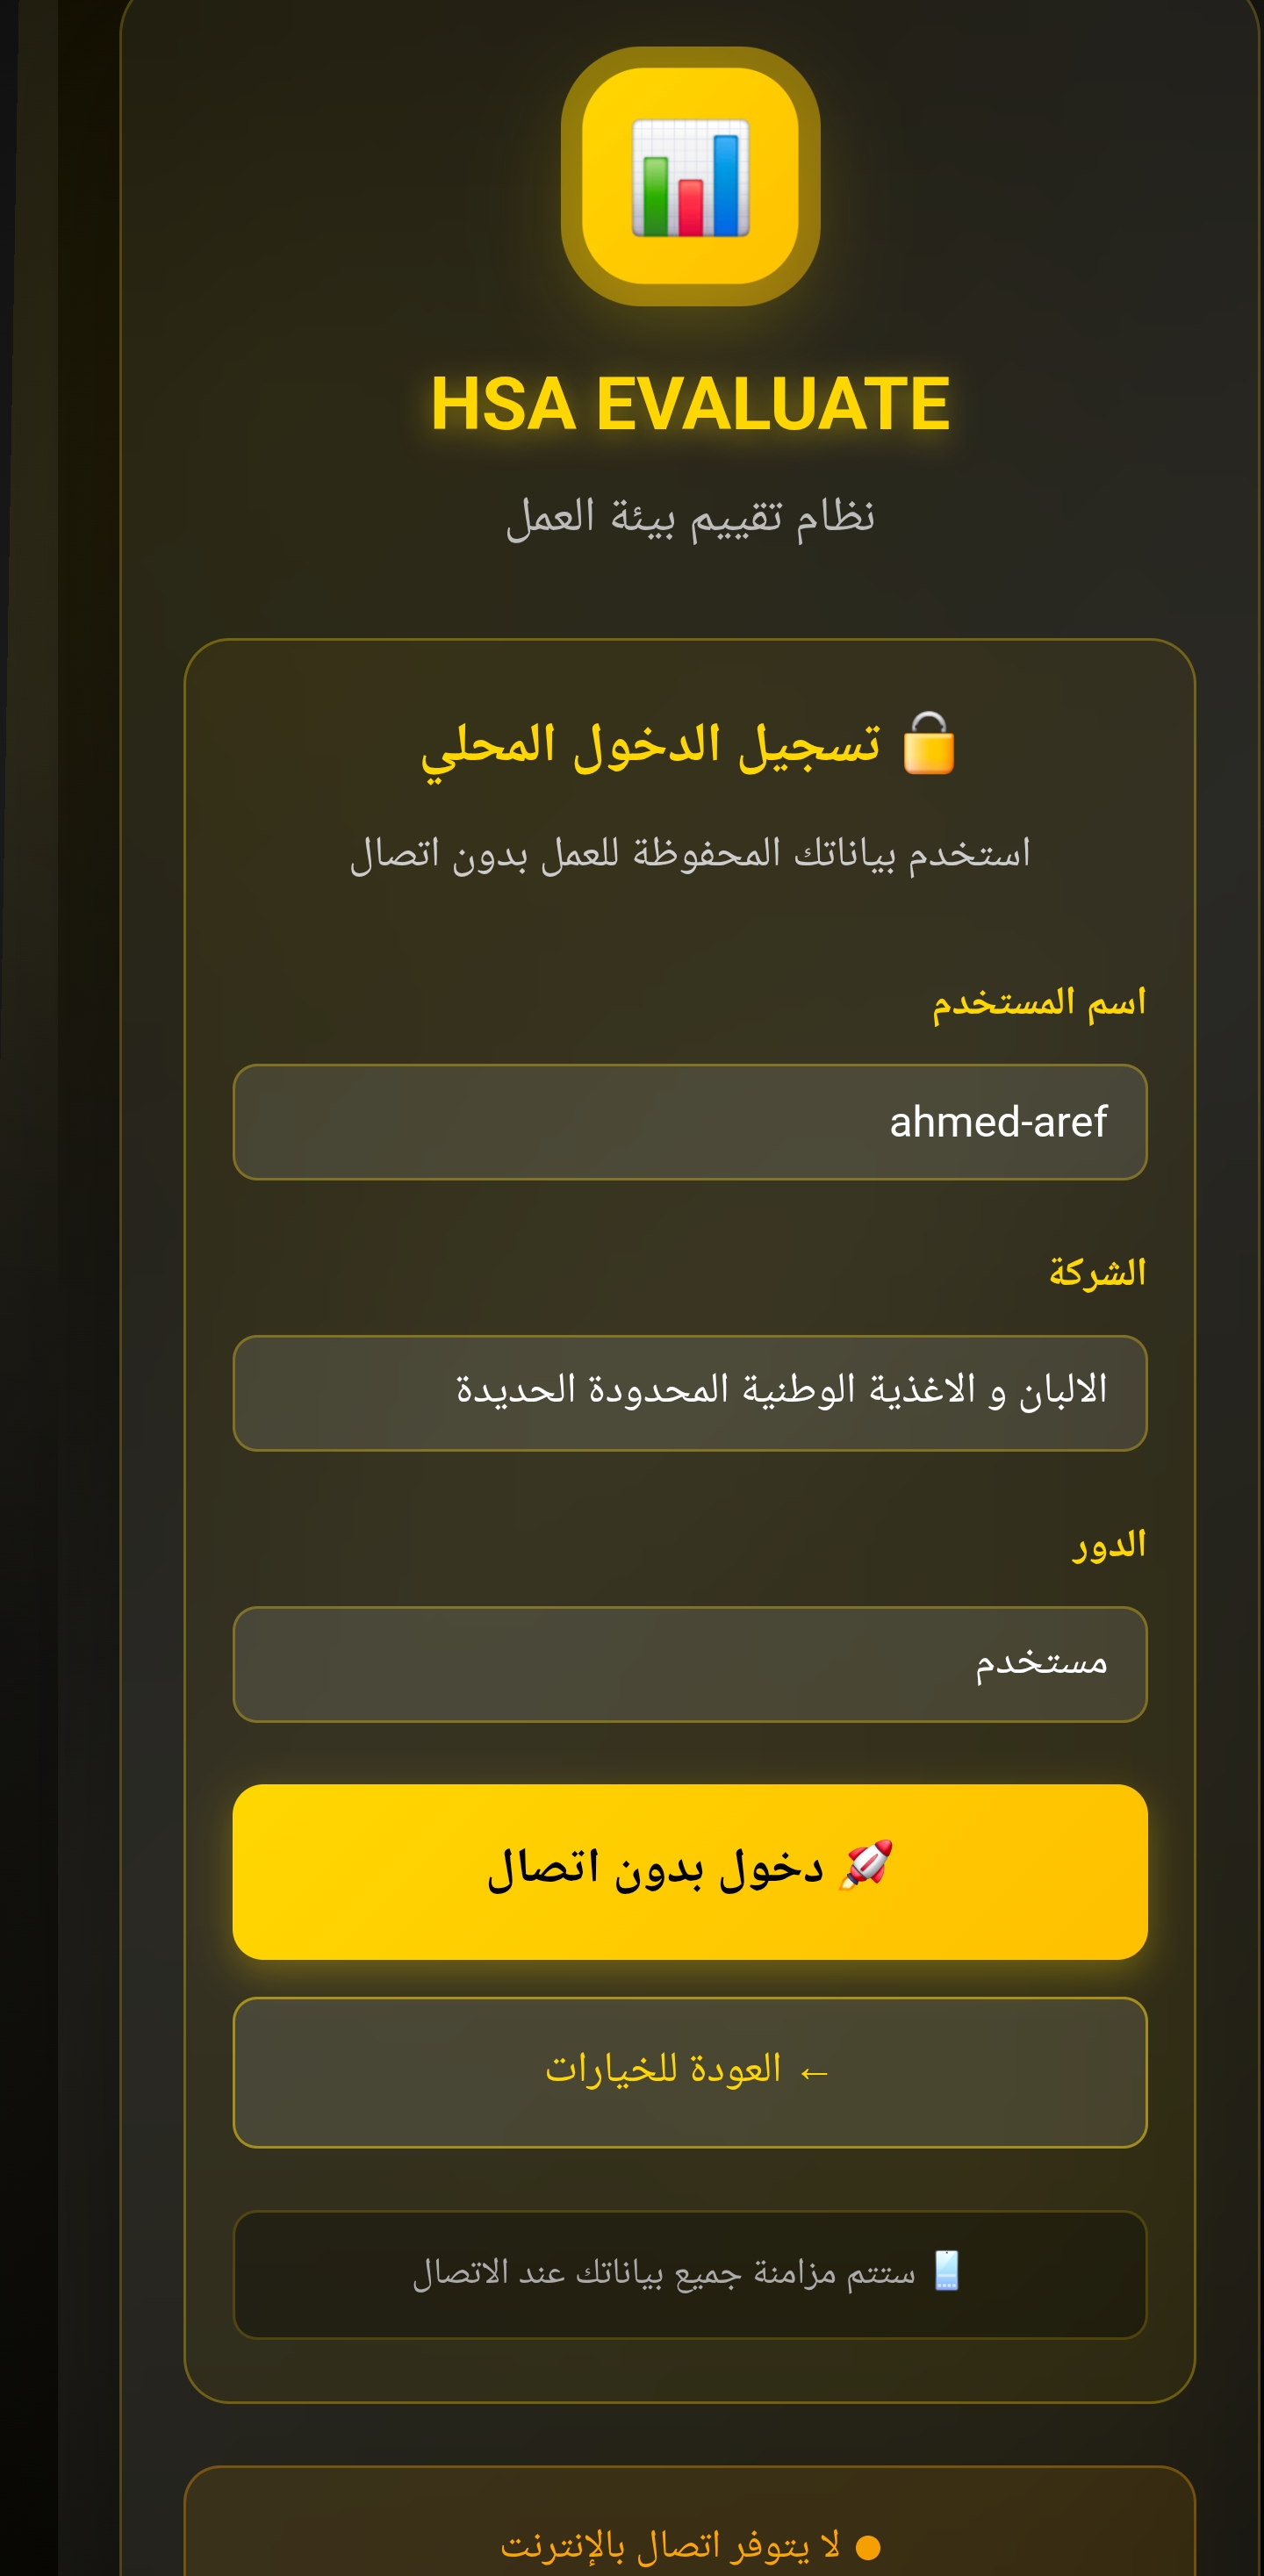 HSA EVALUATE
نظام تقييم بيئة العمل
🔒 تسجيل الدخول المحلي
استخدم بياناتك المحفوظة للعمل بدون اتصال
اسم المستخدم
ahmed-aref
الشركة
الالبان و الاغذية الوطنية المحدودة الحديدة
الدور
مستخدم
🚀 دخول بدون اتصال
← العودة للخيارات
📱 ستتم مزامنة جميع بياناتك عند الاتصال
● لا يتوفر اتصال بالإنترنت